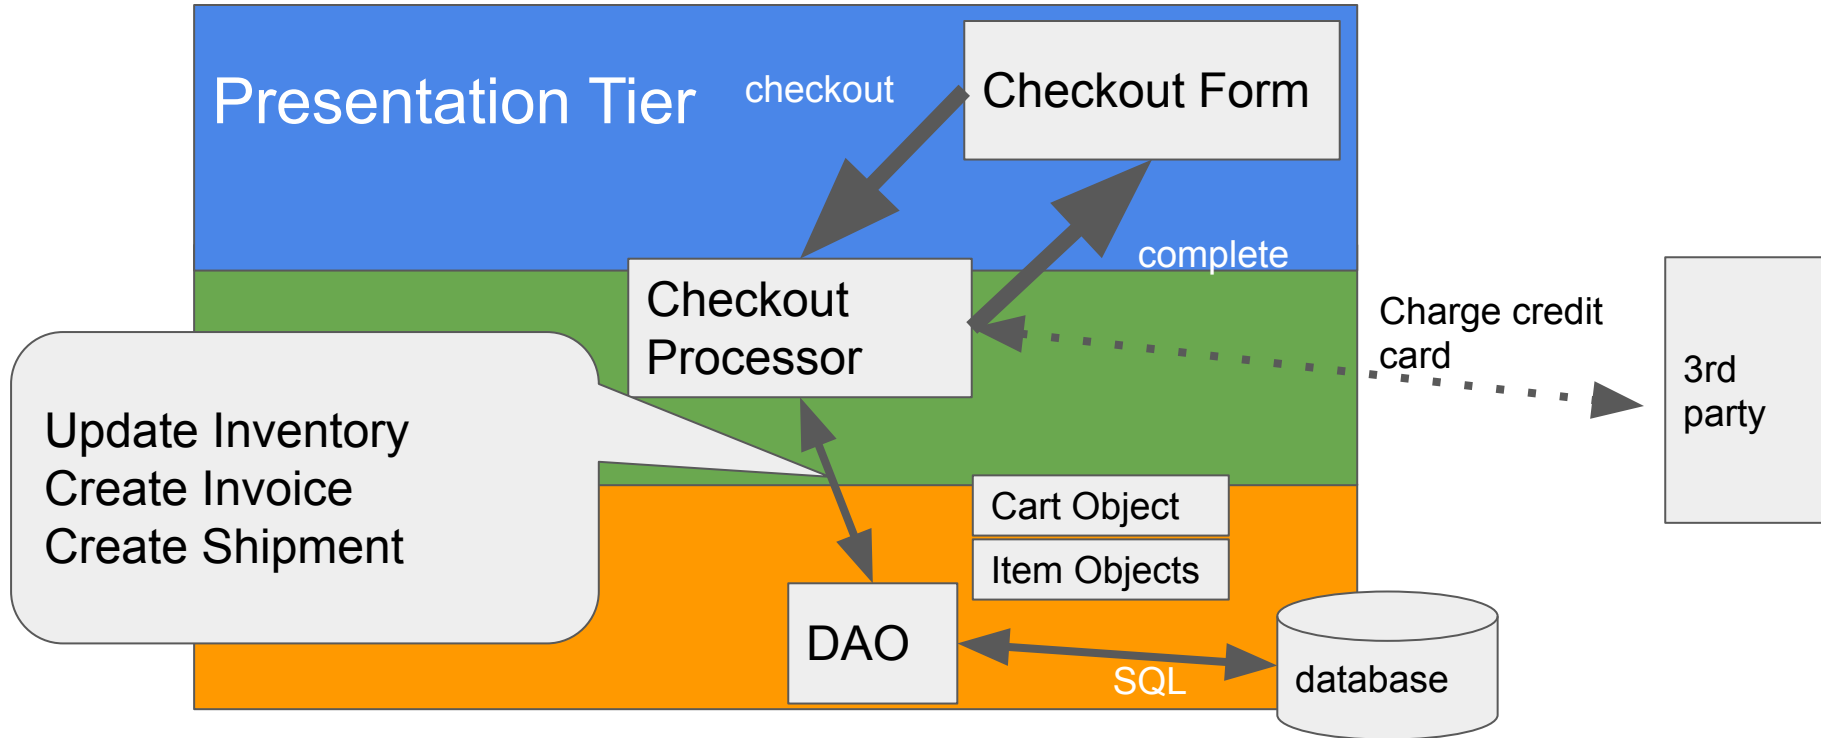 Presentation Tier
checkout
Checkout Form
complete
Checkout
Processor
Charge credit
card
3rd
party
Update Inventory
Create Invoice
Create Shipment
Cart Object
Item Objects
DAO
SQL
database